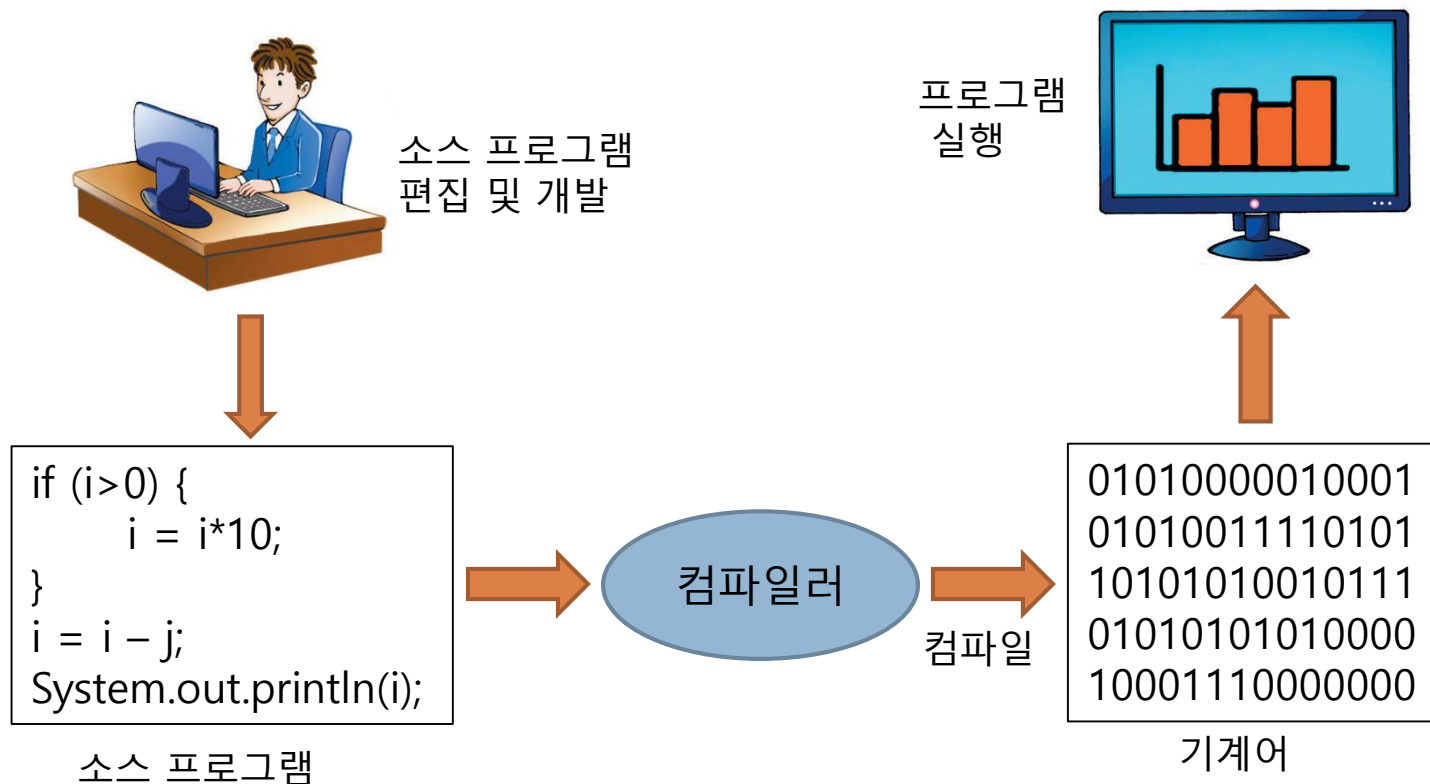 소스 프로그램
편집 및 개발
프로그램
실행
if (i>0) {
i = i*10;
}
i = i – j;
System.out.println(i);
소스 프로그램
컴파일러
컴파일
01010000010001
01010011110101
10101010010111
01010101010000
10001110000000
기계어